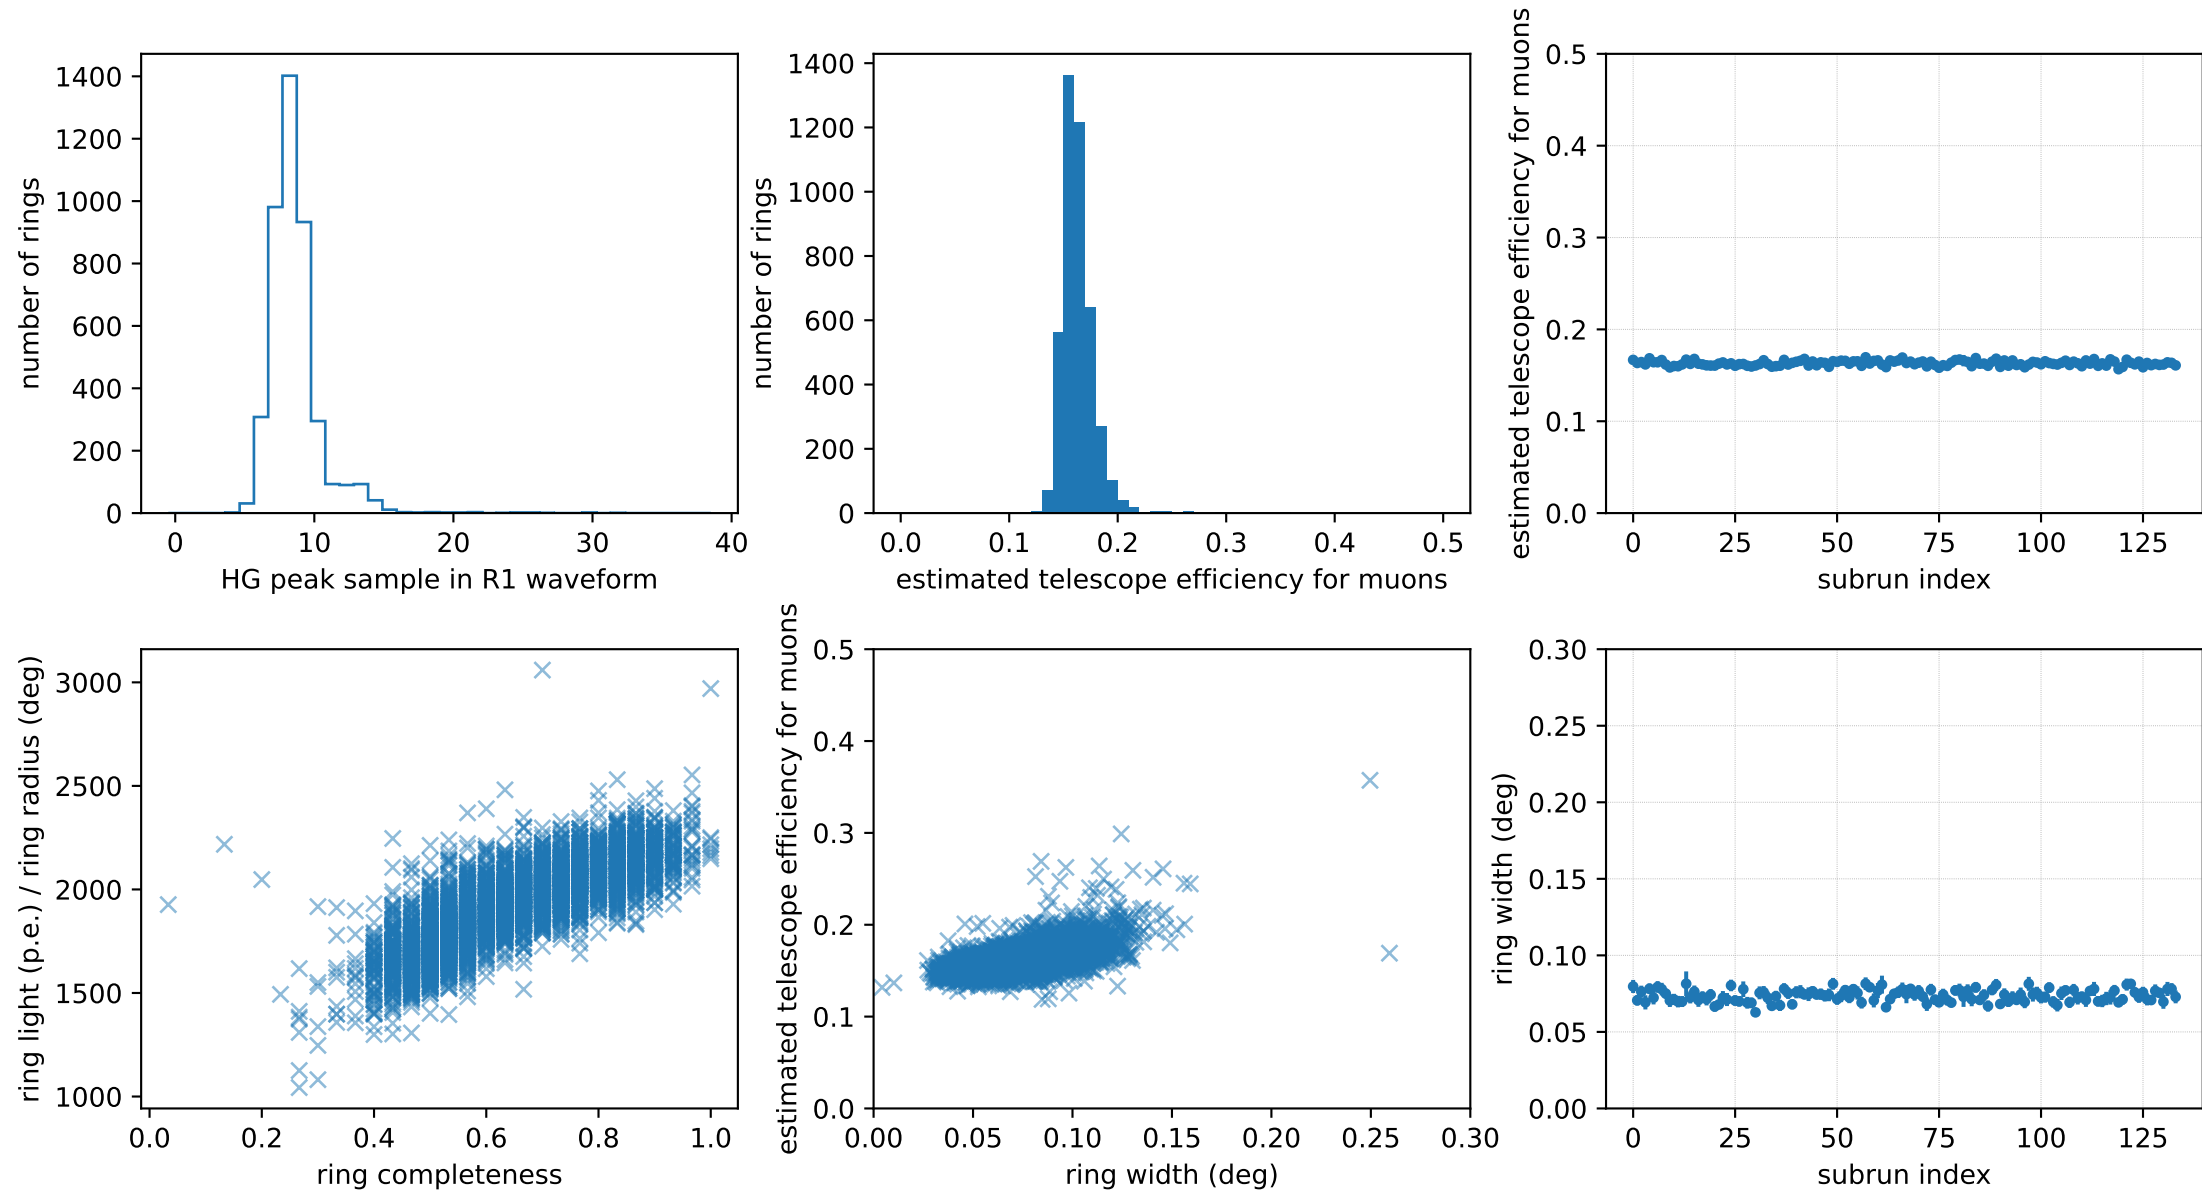 number of rings
1400
1200
1000
800
600
400
200
0
0 10 20 30 40
HG peak sample in R1 waveform
number of rings
1400
1200
1000
800
600
400
200
0
0.0 0.1 0.2 0.3 0.4 0.5
estimated telescope efficiency for muons
estimated telescope efficiency for muons
0.5
0.4
0.3
0.2
0.1
0.0
0 25 50 75 100 125
subrun index
ring light (p.e.) / ring radius (deg)
3000
2500
2000
1500
1000
0.0 0.2 0.4 0.6 0.8 1.0
ring completeness
estimated telescope efficiency for muons
0.5
0.4
0.3
0.2
0.1
0.0
0.00 0.05 0.10 0.15 0.20 0.25 0.30
ring width (deg)
ring width (deg)
0.30
0.25
0.20
0.15
0.10
0.05
0.00
0 25 50 75 100 125
subrun index